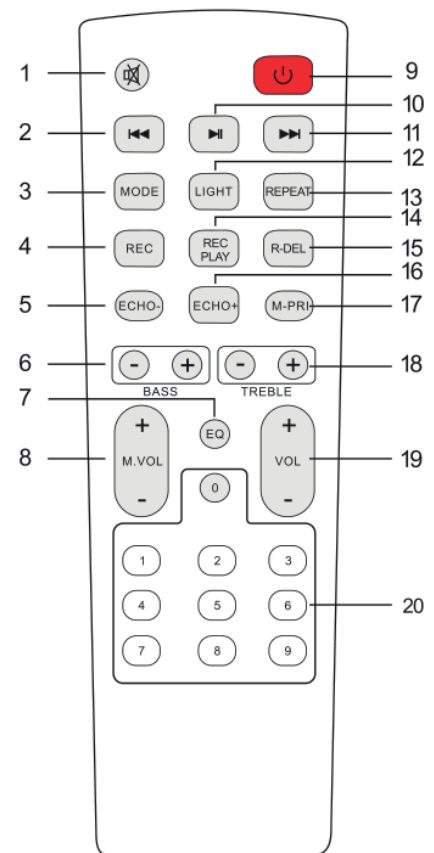 1
9
10
2
11
12
3 MODE LIGHT REPEAT
13
14
4 REC REC PLAY R-DEL
15
16
5 ECHO- ECHO+ M-PRI 17
6 - + - + 18
BASS TREBLE
7
EQ
+ +
8 M.VOL VOL 19
- -
0
1 2 3
4 5 6 20
7 8 9